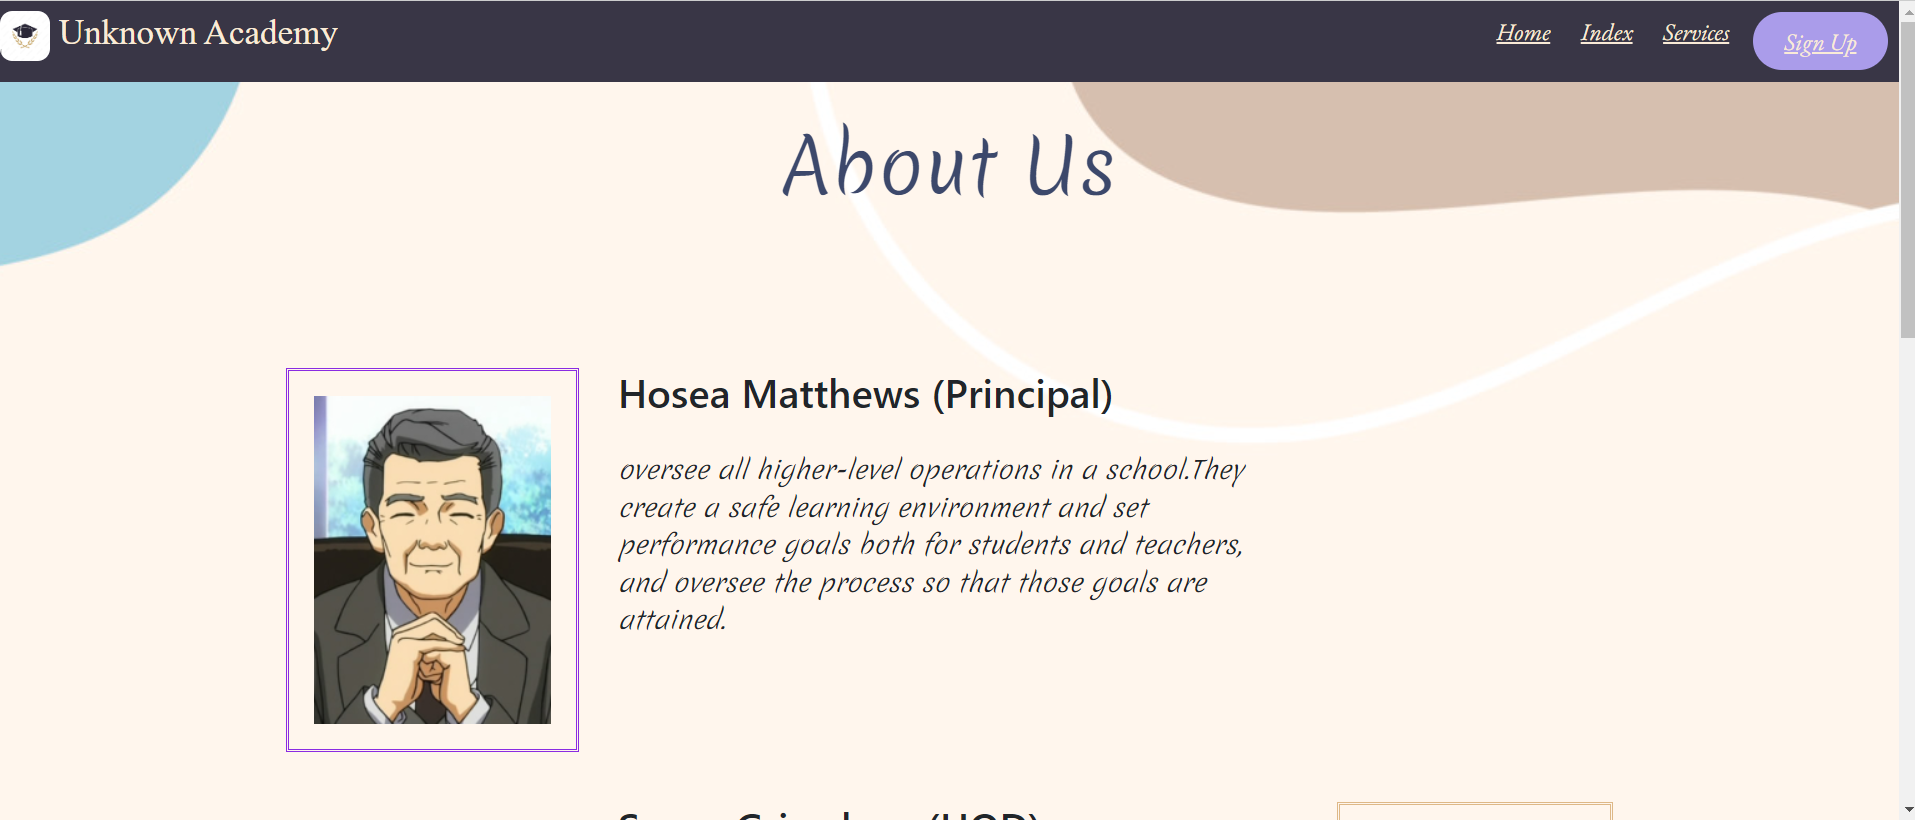 Unknown Academy
Home Index Services Sign Up
About Us
Hosea Matthews (Principal)
oversee all higher-level operations in a school.They
create a safe learning environment and set
performance goals both for students and teachers,
and oversee the process so that those goals are
attained.